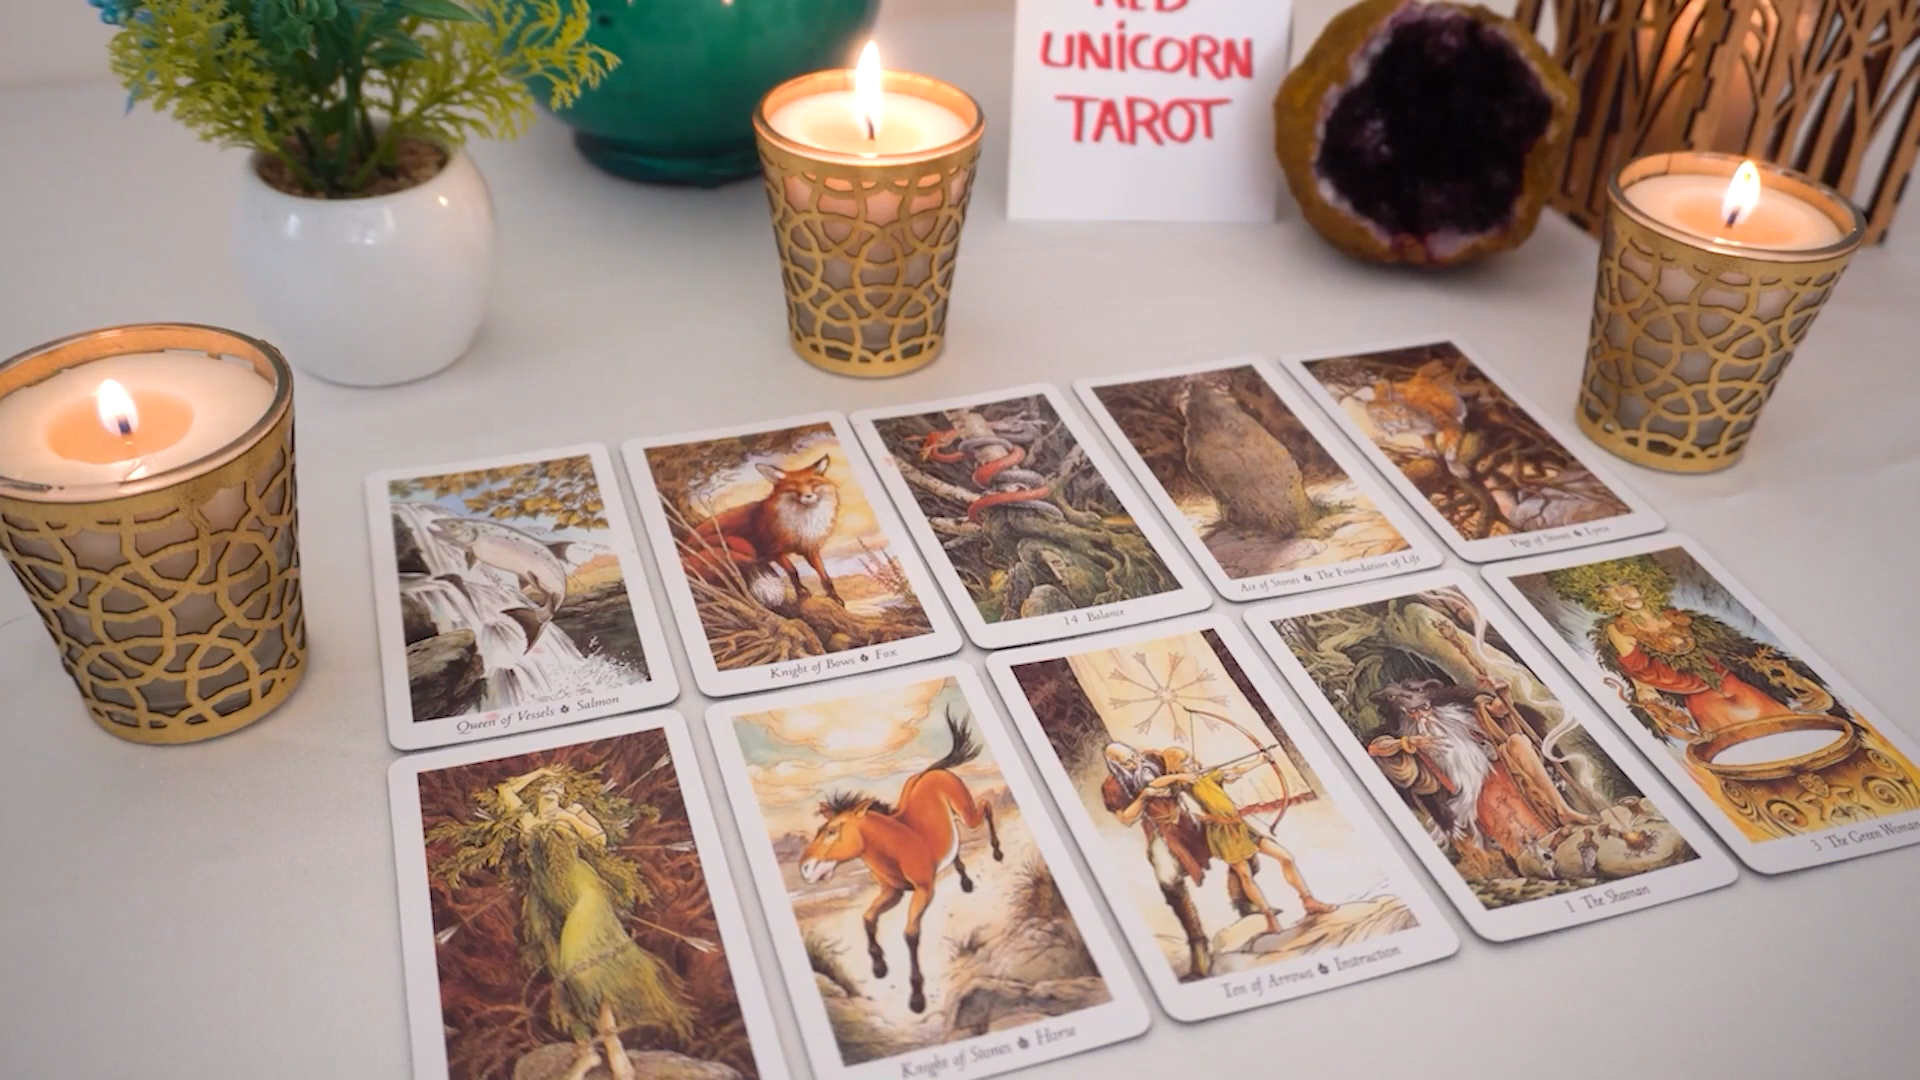 RED
UNICORN
TAROT
Queen of Vessels Salmon
Knight of Bows Fox
14 Balance
Ace of Stones The Foundation of Life
Page of Stones Lynx
Knight of Stones Horse
Ten of Arrows Instruction
1 The Shaman
3 The Green Woman